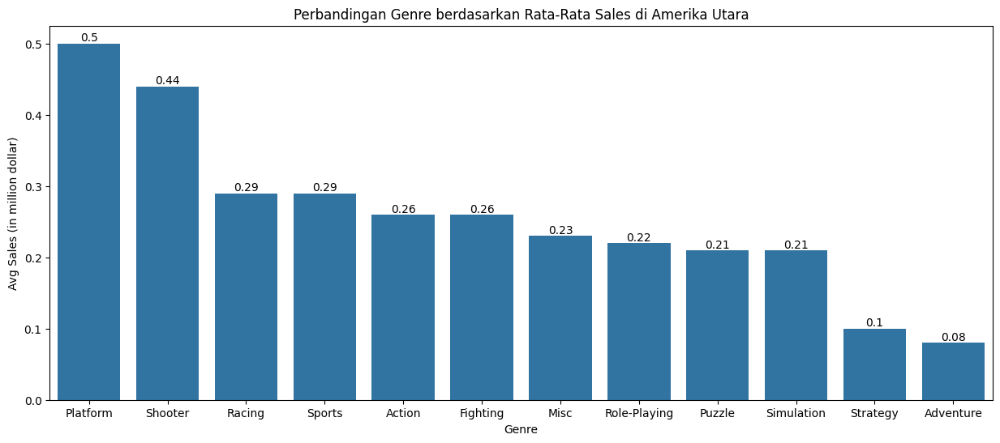 Perbandingan Genre berdasarkan Rata-Rata Sales di Amerika Utara
Avg Sales (in million dollar)
0.5
0.4
0.3
0.2
0.1
0.0
0.5
0.44
0.29
0.29
0.26
0.26
0.23
0.22
0.21
0.21
0.1
0.08
Platform
Shooter
Racing
Sports
Action
Fighting
Misc
Role-Playing
Puzzle
Simulation
Strategy
Adventure
Genre